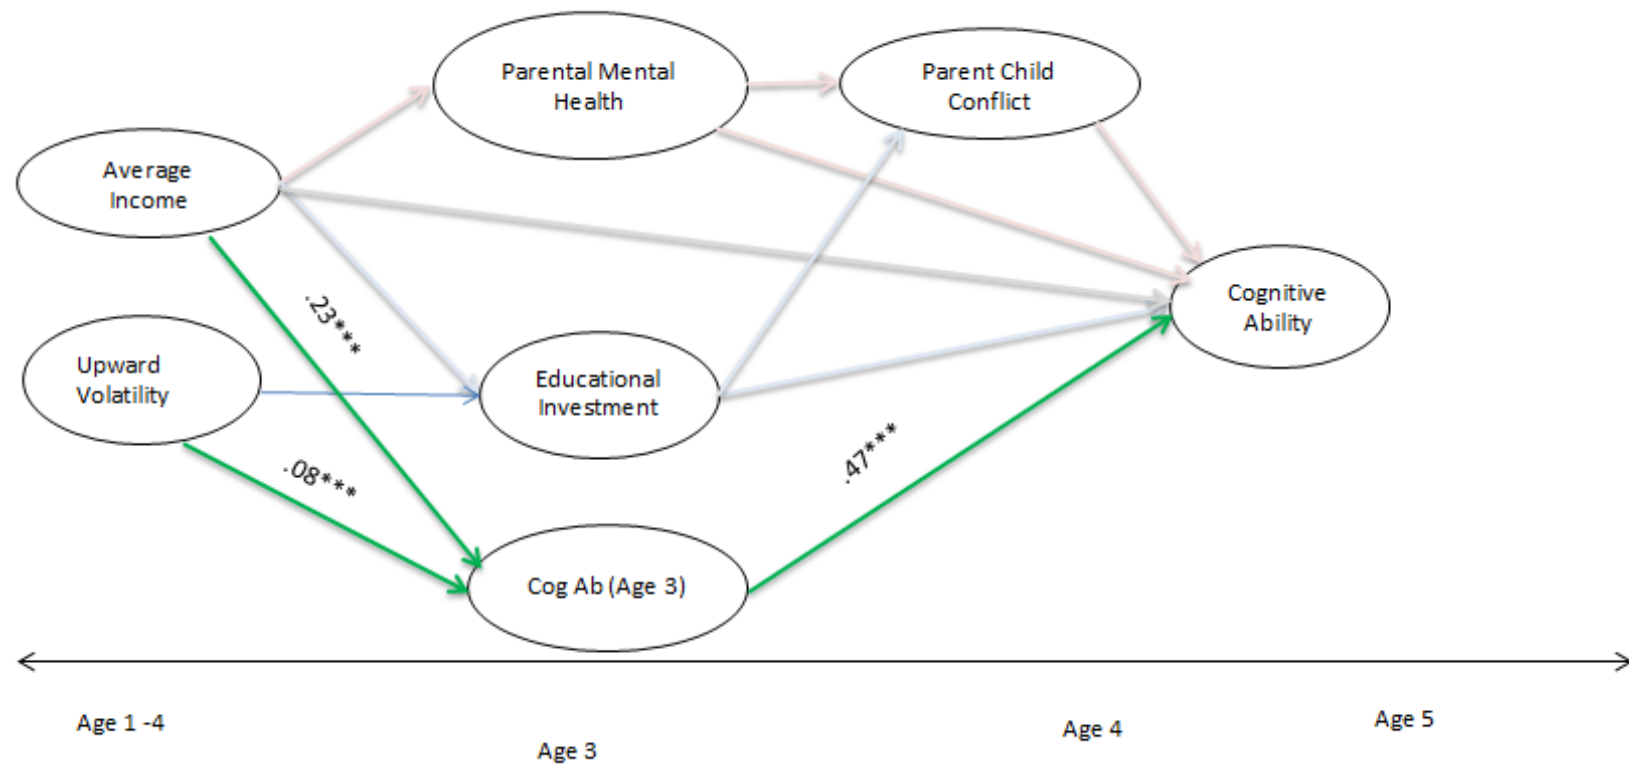 Parental Mental
Health
Parent Child
Conflict
Average
Income
Cognitive
Ability
.23***
Upward
Volatility
Educational
Investment
.08***
.47***
Cog Ab (Age 3)
Age 1 -4
Age 3
Age 4
Age 5